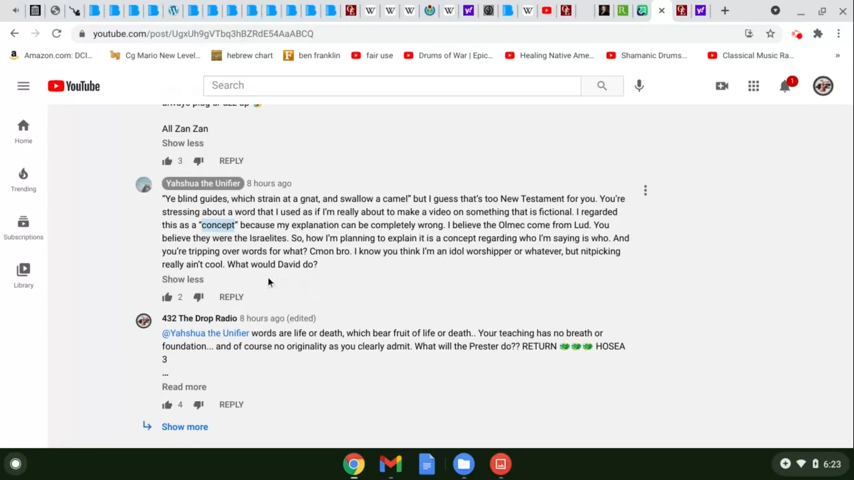 youtube.com/post/UgxUh9gVTbq3hBZRdE54AaABCQ
Amazon.com: DCI...
Cg Mario New Level...
hebrew chart
ben franklin
fair use
Drums of War | Epic...
Healing Native Ame...
Shamanic Drums...
Classical Music Ra...
YouTube
Search
1
Home
Trending
Subscriptions
Library
All Zan Zan
Show less
3 REPLY
Yahshua the Unifier 8 hours ago
“Ye blind guides, which strain at a gnat, and swallow a camel” but I guess that’s too New Testament for you. You’re
stressing about a word that I used as if I’m really about to make a video on something that is fictional. I regarded
this as a “concept” because my explanation can be completely wrong. I believe the Olmec come from Lud. You
believe they were the Israelites. So, how I’m planning to explain it is a concept regarding who I’m saying is who. And
you’re tripping over words for what? Cmon bro. I know you think I’m an idol worshipper or whatever, but nitpicking
really ain’t cool. What would David do?
Show less
2 REPLY
432 The Drop Radio 8 hours ago (edited)
@Yahshua the Unifier words are life or death, which bear fruit of life or death.. Your teaching has no breath or
foundation... and of course no originality as you clearly admit. What will the Prester do?? RETURN 🐲🐲🐲 HOSEA
3
...
Read more
4 REPLY
Show more
6:23